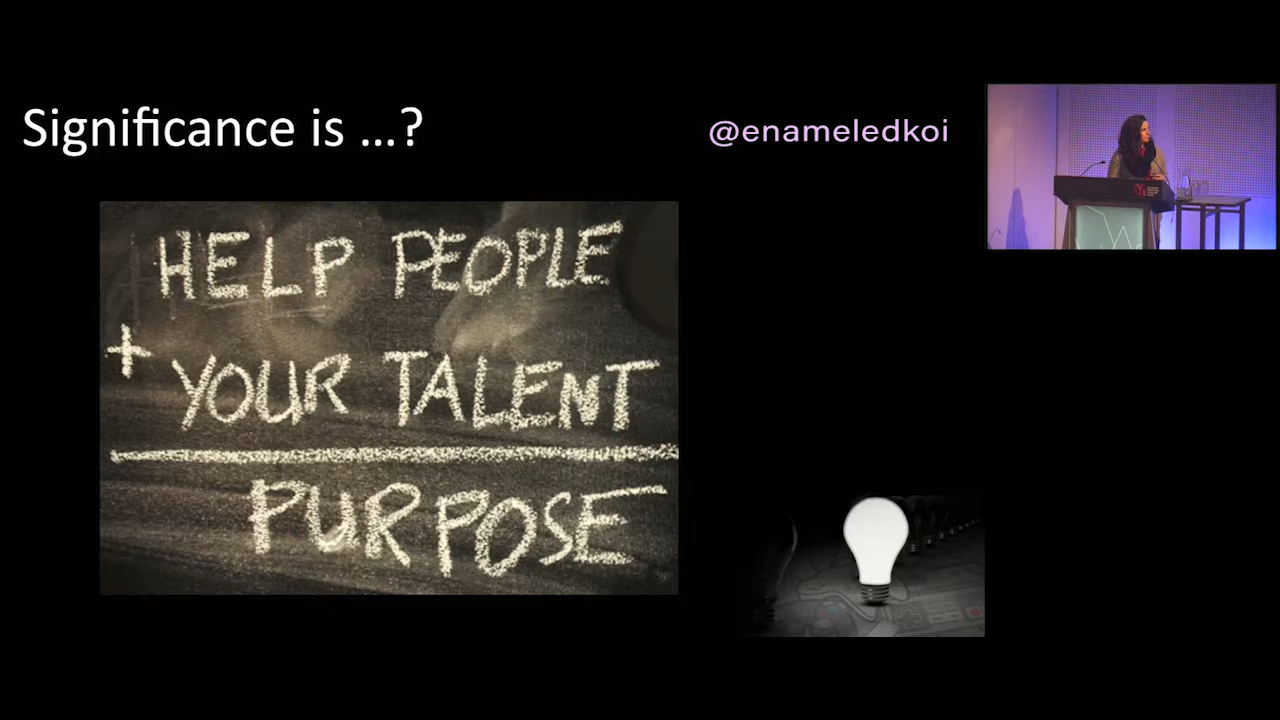 Significance is ...?
@enameledkoi
HELP PEOPLE
+ YOUR TALENT
PURPOSE